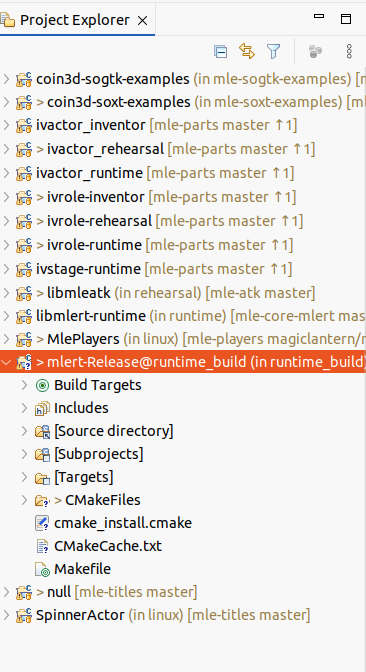 Project Explorer
coin3d-sogtk-examples (in mle-sogtk-examples) [m
> coin3d-soxt-examples (in mle-soxt-examples) [ml
ivactor_inventor [mle-parts master ↑1]
> ivactor_rehearsal [mle-parts master ↑1]
ivactor_runtime [mle-parts master ↑1]
> ivrole-inventor [mle-parts master ↑1]
> ivrole-rehearsal [mle-parts master ↑1]
> ivrole-runtime [mle-parts master ↑1]
ivstage-runtime [mle-parts master ↑1]
> libmleatk (in rehearsal) [mle-atk master]
libmlert-runtime (in runtime) [mle-core-mlert mas
> MlePlayers (in linux) [mle-players magiclantern/r
> mlert-Release@runtime_build (in runtime_build)
Build Targets
Includes
[Source directory]
[Subprojects]
[Targets]
> CMakeFiles
cmake_install.cmake
CMakeCache.txt
Makefile
> null [mle-titles master]
SpinnerActor (in linux) [mle-titles master]